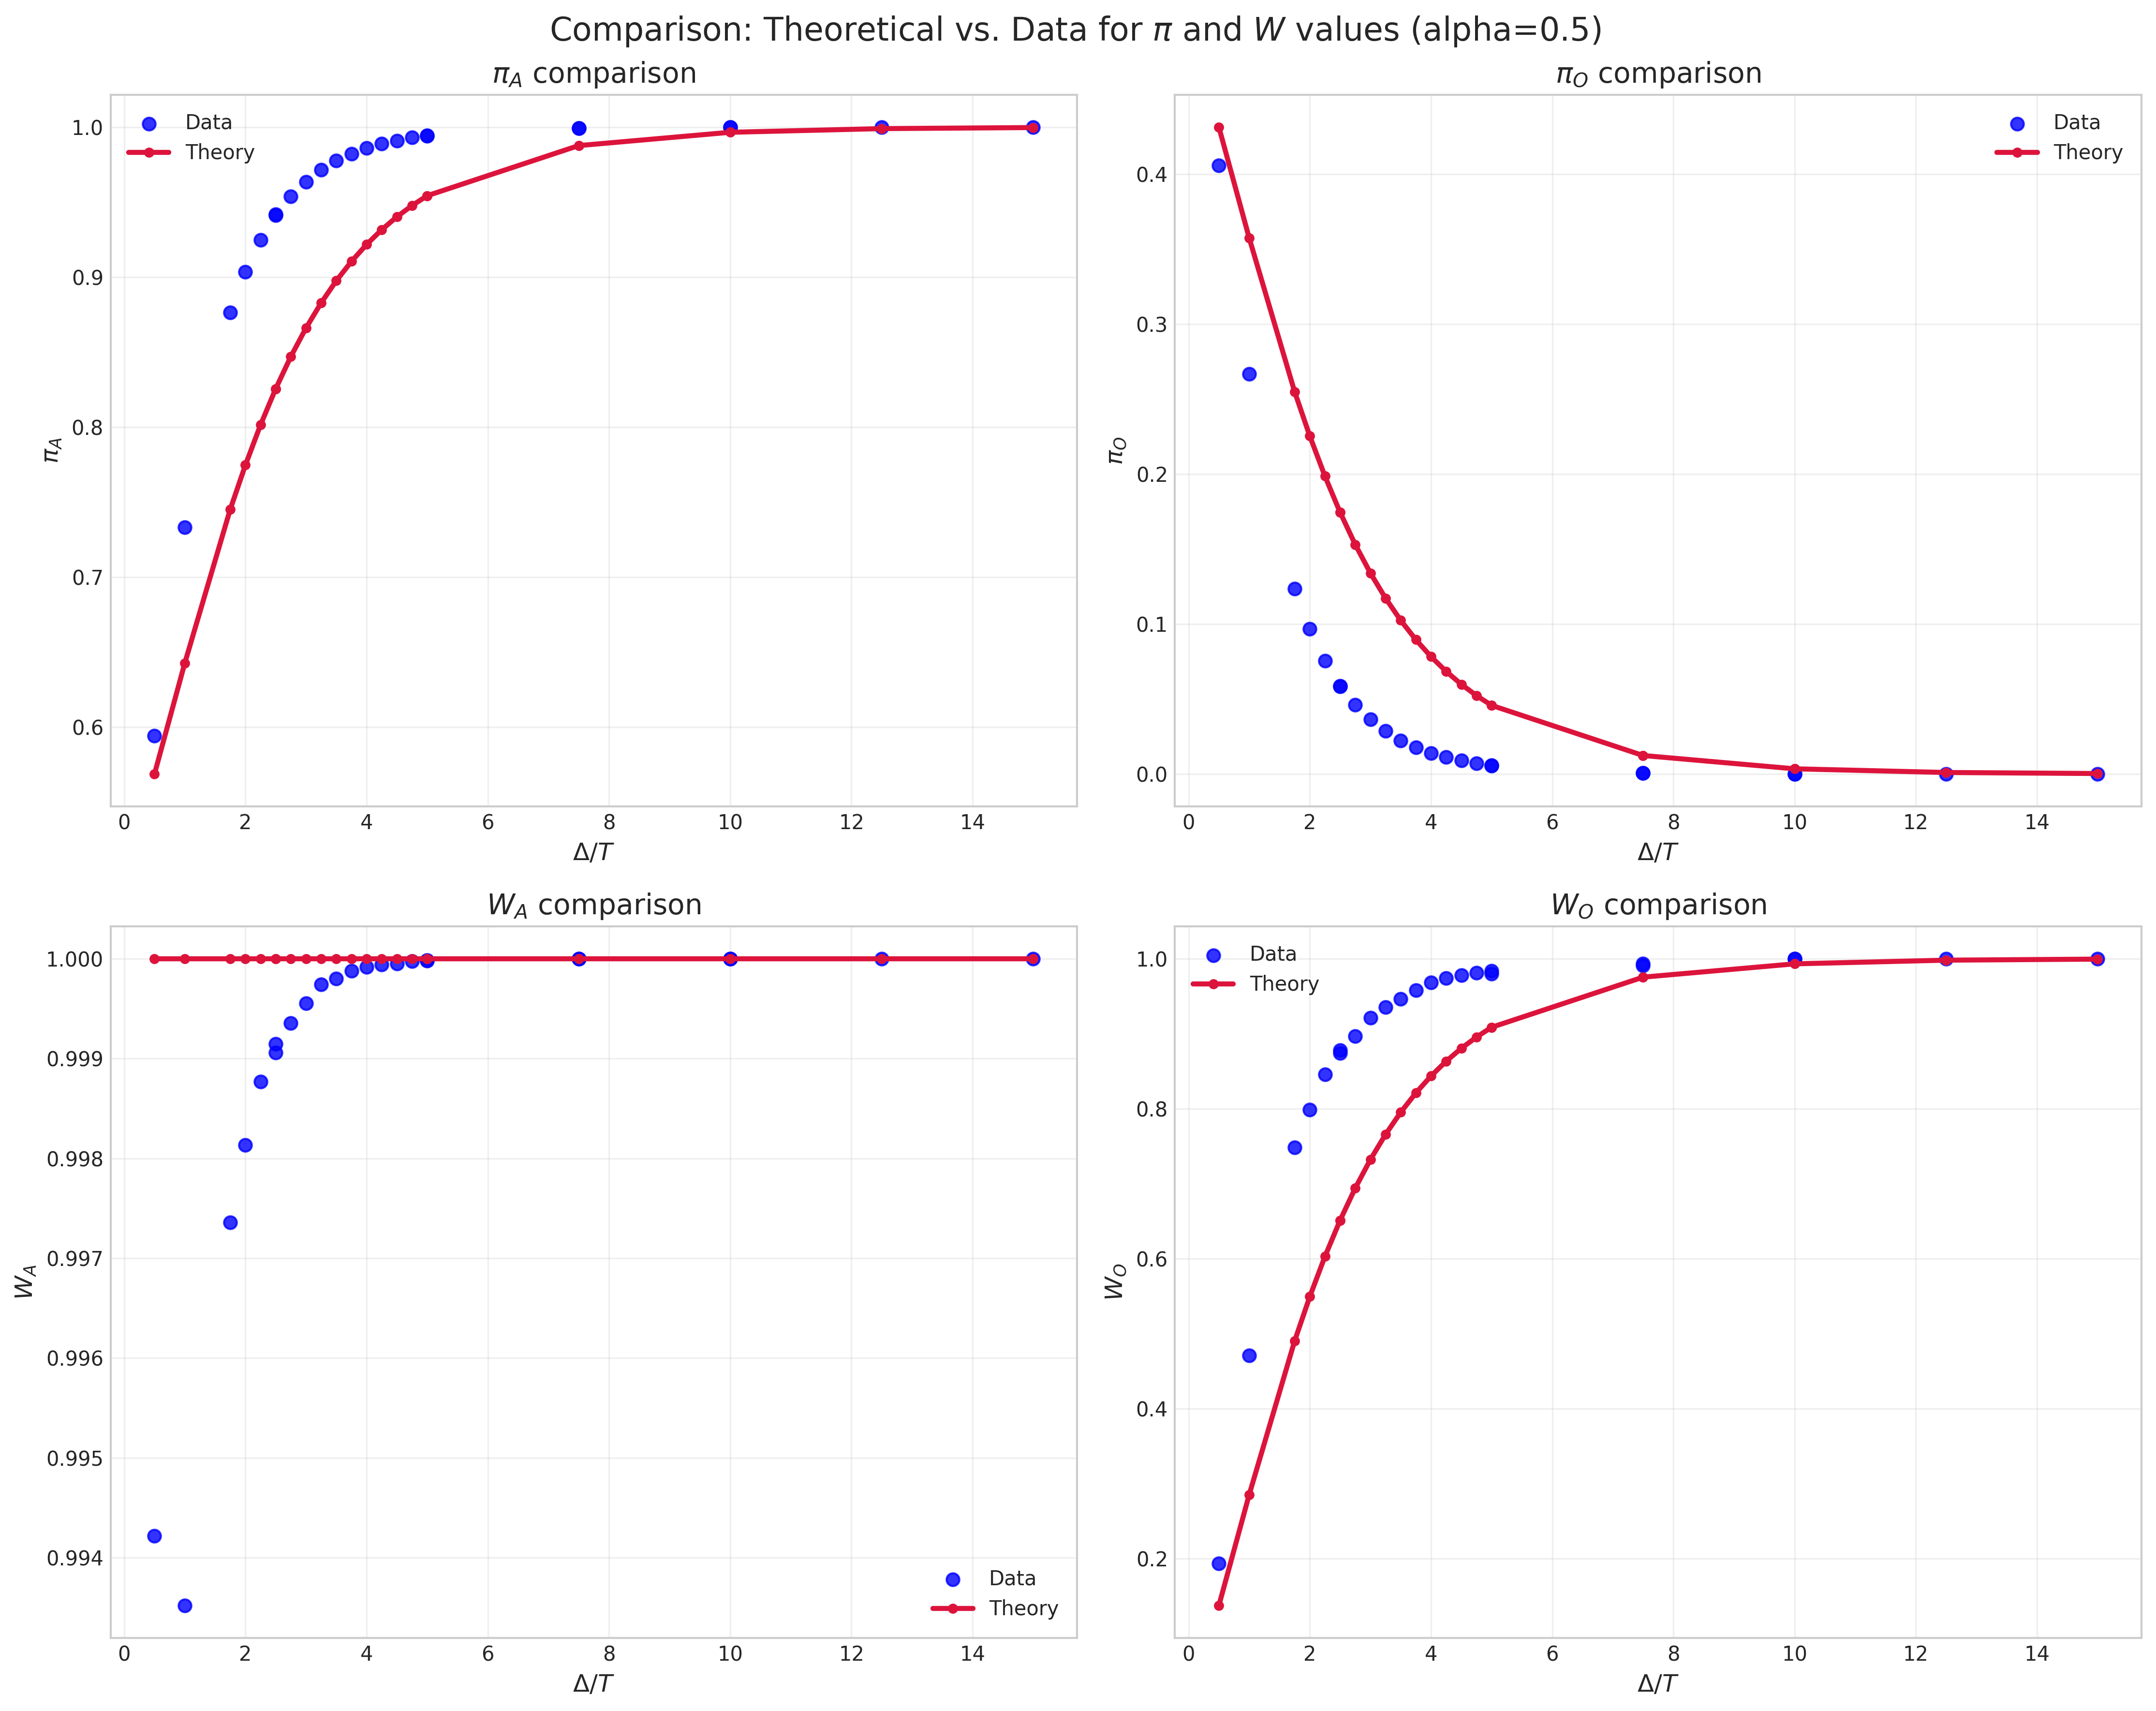 Comparison: Theoretical vs. Data for π and W values (alpha=0.5)
π_A comparison
Data
Theory
1.0
0.9
0.8
0.7
0.6
π_A
0 2 4 6 8 10 12 14
Δ/T
π_O comparison
Data
Theory
0.4
0.3
0.2
0.1
0.0
π_O
0 2 4 6 8 10 12 14
Δ/T
W_A comparison
1.000
0.999
0.998
0.997
0.996
0.995
0.994
W_A
Data
Theory
0 2 4 6 8 10 12 14
Δ/T
W_O comparison
Data
Theory
1.0
0.8
0.6
0.4
0.2
W_O
0 2 4 6 8 10 12 14
Δ/T